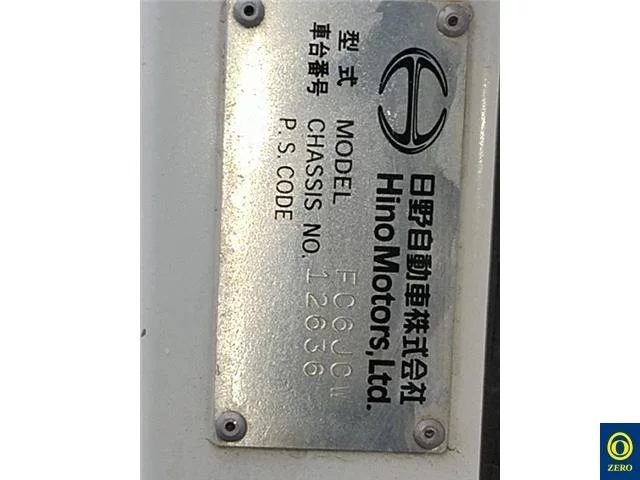 日野自動車株式会社
Hino Motors, Ltd.
型式 MODEL FC6JCW
車台番号 CHASSIS NO. 12636
P.S.CODE
ZERO